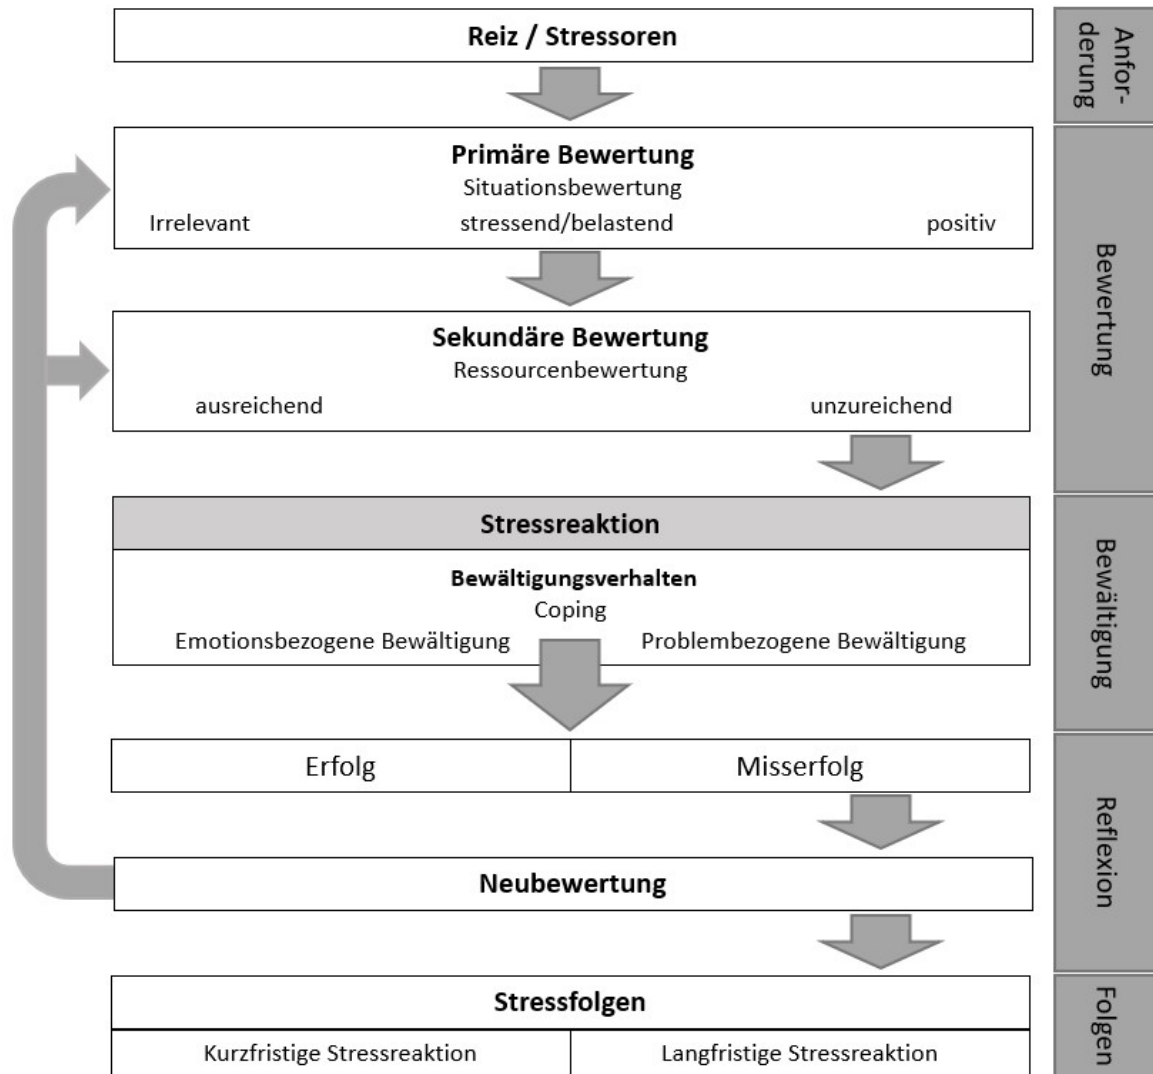 Reiz / Stressoren
Anfor-
derung
Primäre Bewertung
Situationsbewertung
Irrelevant stressend/belastend positiv
Bewertung
Sekundäre Bewertung
Ressourcenbewertung
ausreichend unzureichend
Stressreaktion
Bewältigungsverhalten
Coping
Emotionsbezogene Bewältigung Problembezogene Bewältigung
Bewältigung
Erfolg Misserfolg
Neubewertung
Reflexion
Stressfolgen
Kurzfristige Stressreaktion Langfristige Stressreaktion
Folgen